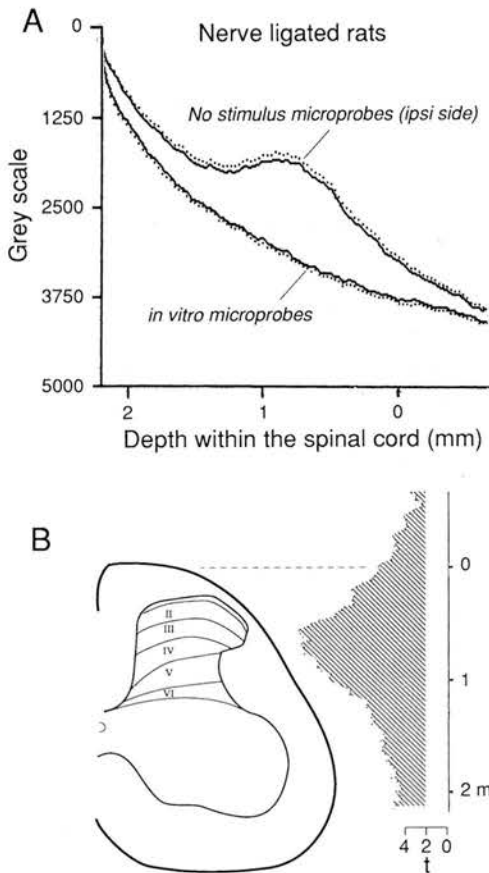 A
Nerve ligated rats
0
1250
2500
3750
5000
Grey scale
No stimulus microprobes (ipsi side)
in vitro microprobes
2 1 0
Depth within the spinal cord (mm)
B
II
III
IV
V
VI
0
1
2 m
4 2 0
t